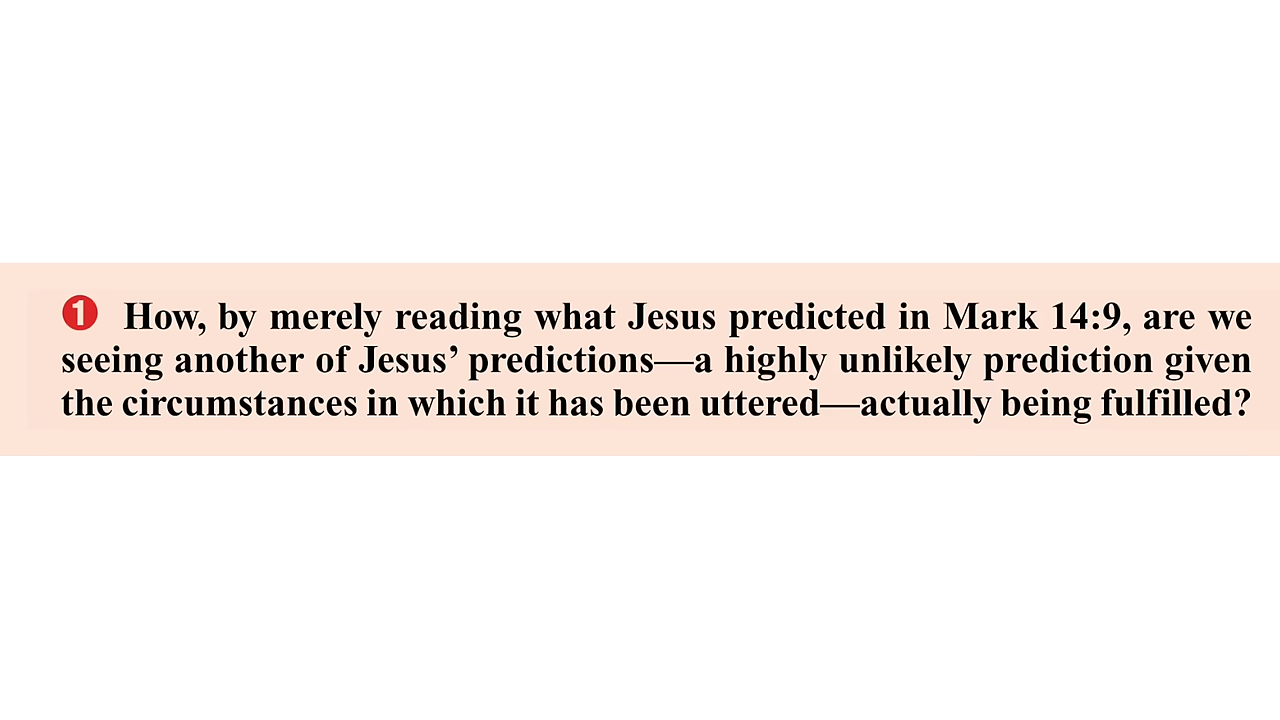 ❶ How, by merely reading what Jesus predicted in Mark 14:9, are we
seeing another of Jesus’ predictions—a highly unlikely prediction given
the circumstances in which it has been uttered—actually being fulfilled?